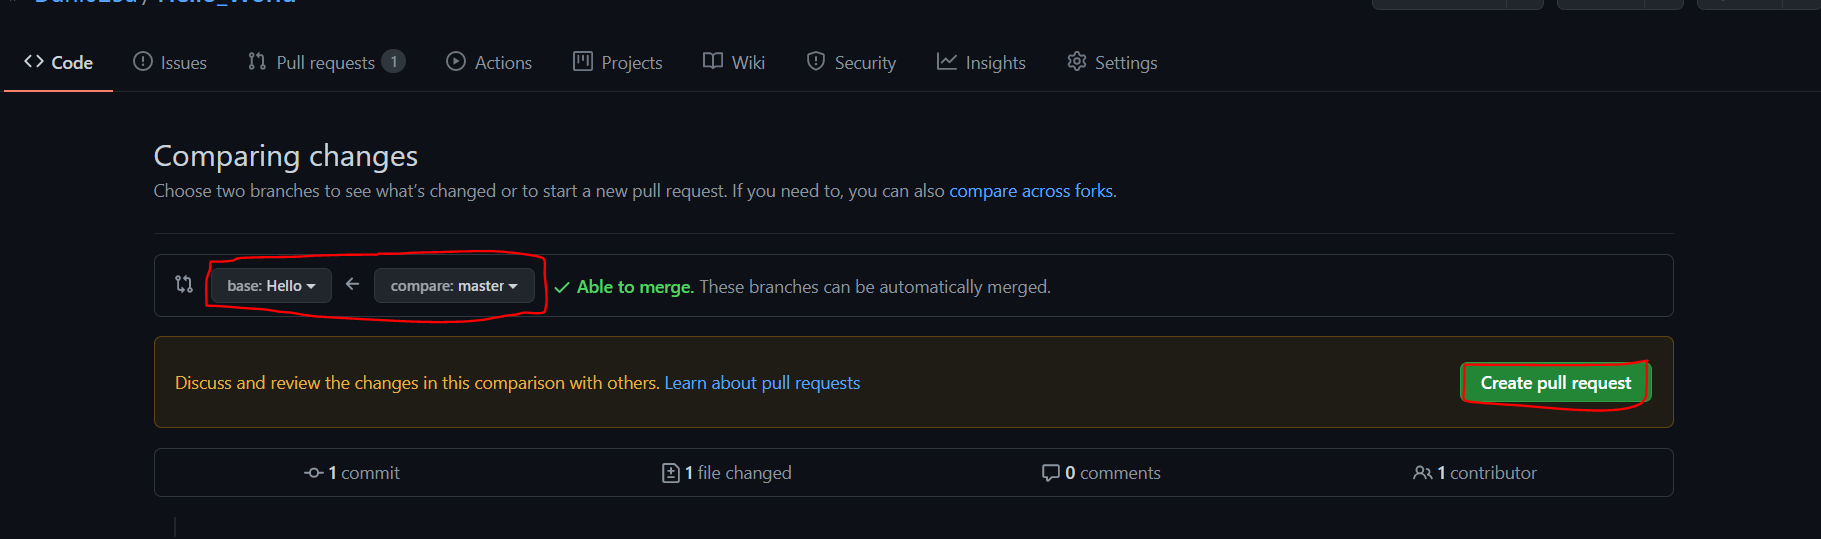 Code Issues Pull requests 1 Actions Projects Wiki Security Insights Settings
Comparing changes
Choose two branches to see what's changed or to start a new pull request. If you need to, you can also compare across forks.
base: Hello compare: master Able to merge. These branches can be automatically merged.
Discuss and review the changes in this comparison with others. Learn about pull requests Create pull request
1 commit 1 file changed 0 comments 1 contributor